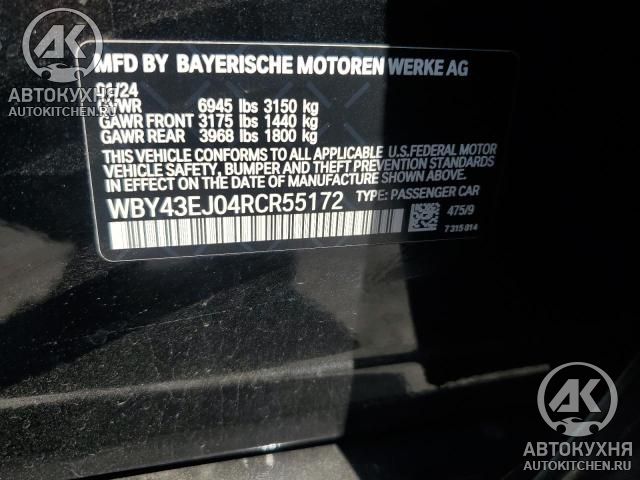 MFD BY BAYERISCHE MOTOREN WERKE AG
/24
GVWR 6945 lbs 3150 kg
GAWR FRONT 3175 lbs 1440 kg
GAWR REAR 3968 lbs 1800 kg
THIS VEHICLE CONFORMS TO ALL APPLICABLE U.S. FEDERAL MOTOR
VEHICLE SAFETY, BUMPER AND THEFT PREVENTION STANDARDS
IN EFFECT ON THE DATE OF MANUFACTURE SHOWN ABOVE.
WBY43EJ04RCR55172 TYPE: PASSENGER CAR
475/9
7 315 814
АК
АВТОКУХНЯ
AUTOKITCHEN.RU
АК
АВТОКУХНЯ
AUTOKITCHEN.RU